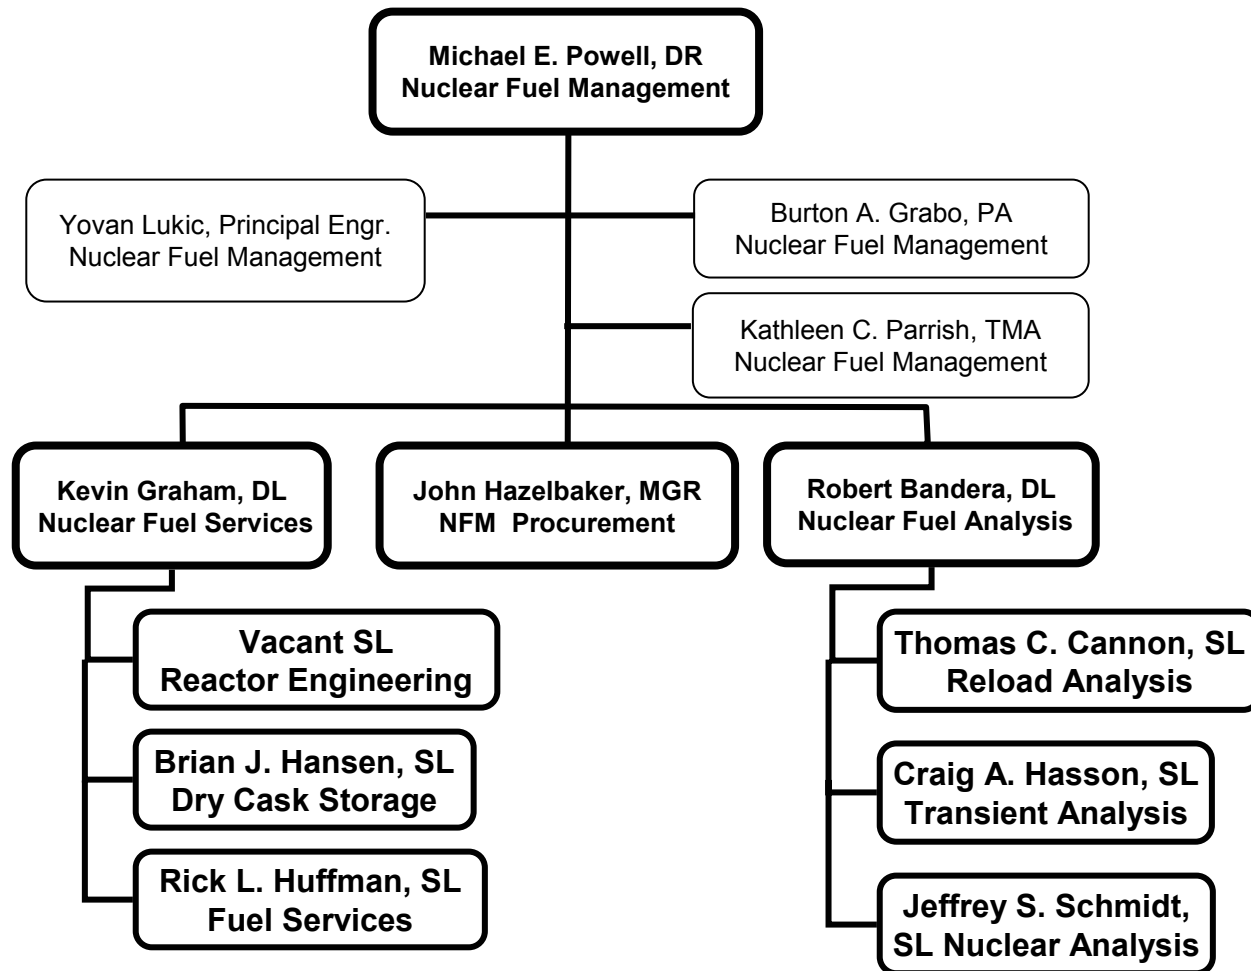 Michael E. Powell, DR
Nuclear Fuel Management
Yovan Lukic, Principal Engr.
Nuclear Fuel Management
Burton A. Grabo, PA
Nuclear Fuel Management
Kathleen C. Parrish, TMA
Nuclear Fuel Management
Kevin Graham, DL
Nuclear Fuel Services
John Hazelbaker, MGR
NFM Procurement
Robert Bandera, DL
Nuclear Fuel Analysis
Vacant SL
Reactor Engineering
Brian J. Hansen, SL
Dry Cask Storage
Rick L. Huffman, SL
Fuel Services
Thomas C. Cannon, SL
Reload Analysis
Craig A. Hasson, SL
Transient Analysis
Jeffrey S. Schmidt,
SL Nuclear Analysis